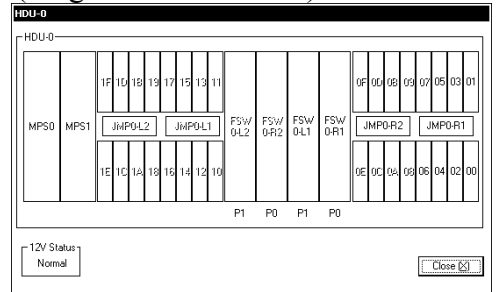 HDU-0
HDU-0
1F 1D 1B 19 17 15 13 11 0F 0D 0B 09 07 05 03 01
MPS0 MPS1 JMP0-L2 JMP0-L1 FSW 0-L2 FSW 0-R2 FSW 0-L1 FSW 0-R1 JMP0-R2 JMP0-R1
1E 1C 1A 18 16 14 12 10 0E 0C 0A 08 06 04 02 00
P1 P0 P1 P0
12V Status
Normal
Close (X)